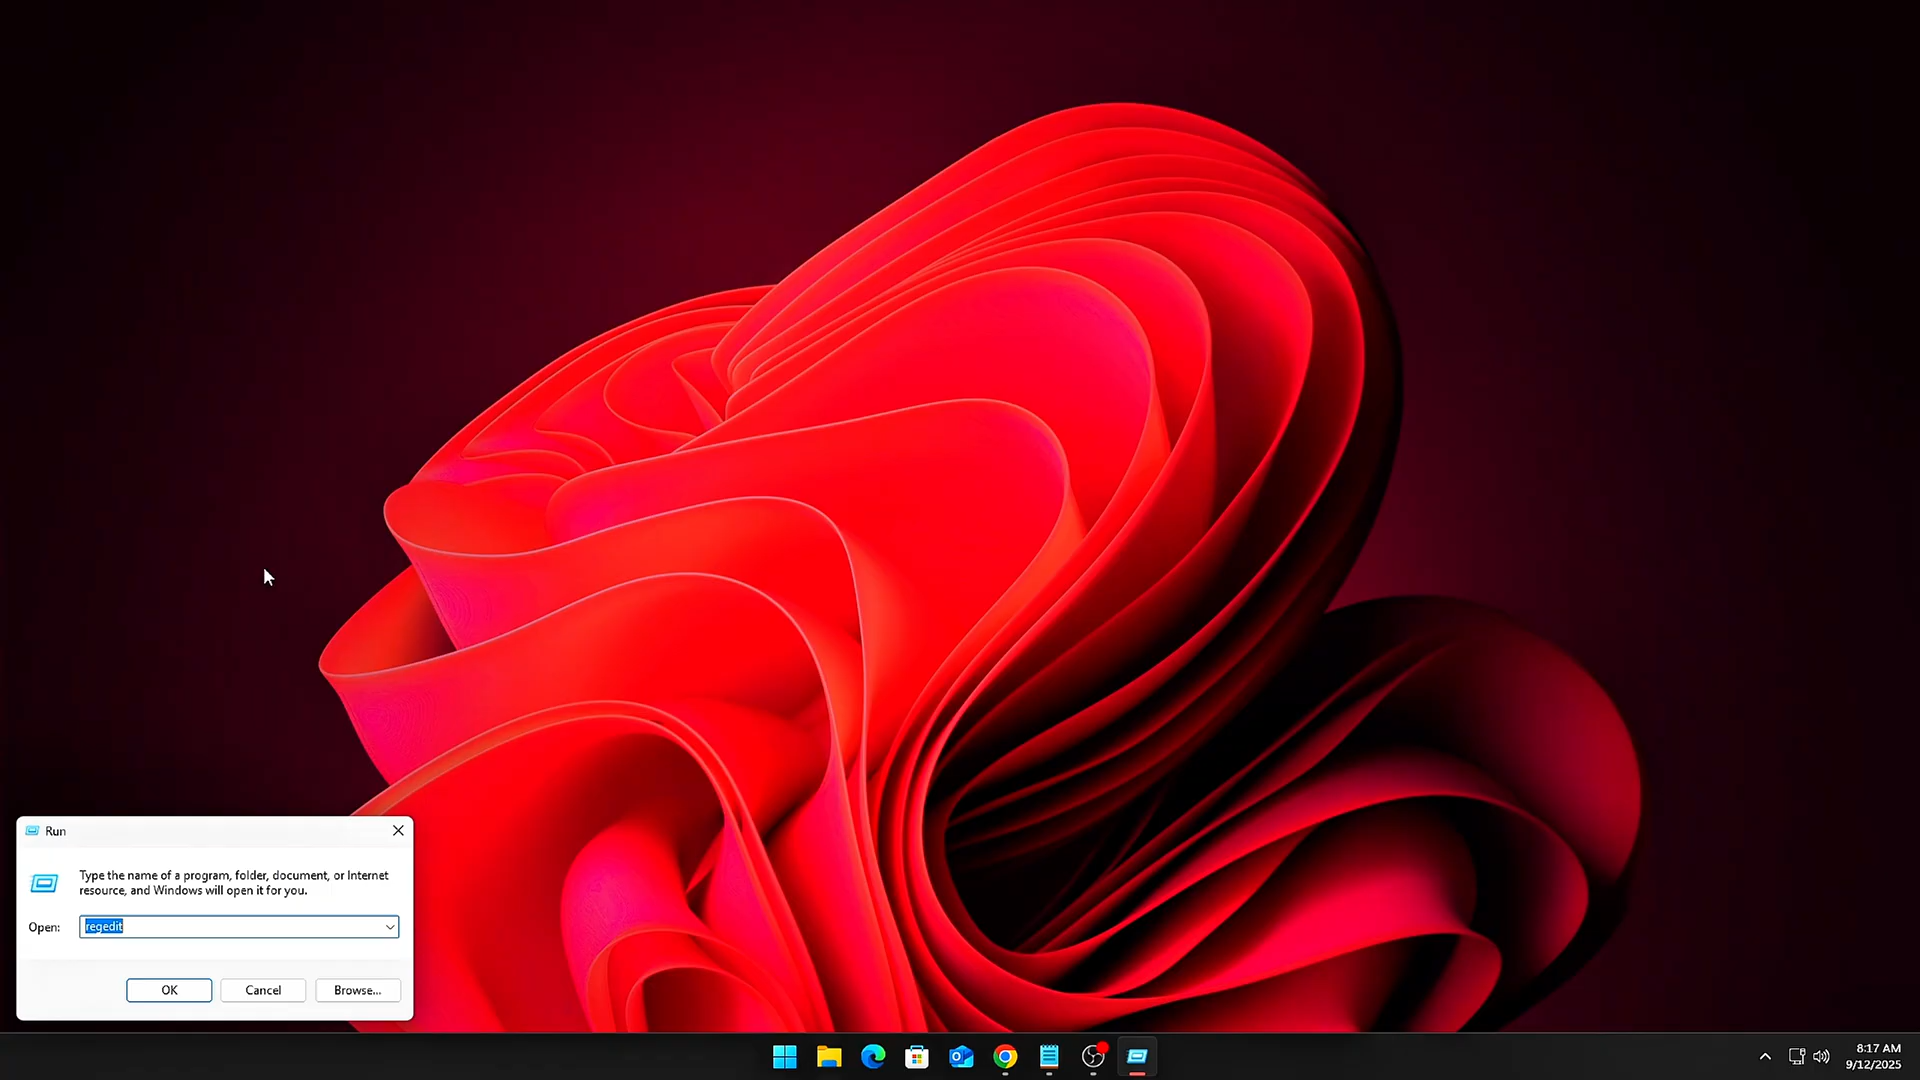 Run
Type the name of a program, folder, document, or Internet
resource, and Windows will open it for you.
Open: regedit
OK Cancel Browse...
8:17 AM
9/12/2025